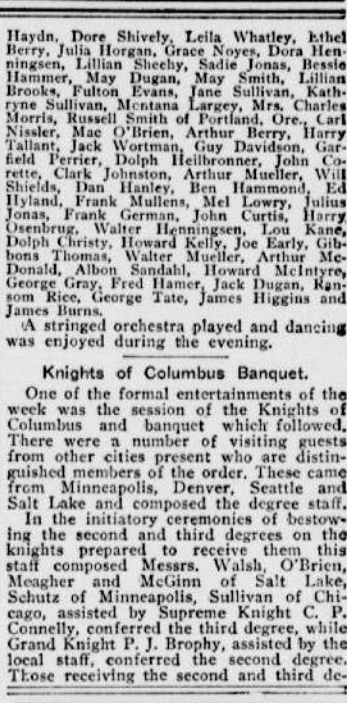 Haydn, Dore Shively, Leila Whatley, Ethel
Berry, Julia Horgan, Grace Noyes, Dora Hen-
ningsen, Lillian Sheehy, Sadie Jonas, Bessie
Hammer, May Dugan, May Smith, Lillian
Brooks, Fulton Evans, Jane Sullivan, Kath-
ryne Sullivan, Montana Largey, Mrs. Charles
Morris, Russell Smith of Portland, Ore., Carl
Nissler, Mac O'Brien, Arthur Berry, Harry
Tallant, Jack Wortman, Guy Davidson, Gar-
field Perrier, Dolph Heilbronner, John Co-
rette, Clark Johnston, Arthur Mueller, Will
Shields, Dan Hanley, Ben Hammond, Ed
Hyland, Frank Mullens, Mel Lowry, Julius
Jonas, Frank German, John Curtis, Harry
Osenbrug, Walter Henningsen, Lou Kane,
Dolph Christy, Howard Kelly, Joe Early, Gib-
bons Thomas, Walter Mueller, Arthur Mc-
Donald, Albon Sandahl, Howard McIntyre,
George Gray, Fred Hamer, Jack Dugan, Ran-
som Rice, George Tate, James Higgins and
James Burns.
A stringed orchestra played and dancing
was enjoyed during the evening.
Knights of Columbus Banquet.
One of the formal entertainments of the
week was the session of the Knights of
Columbus and banquet which followed.
There were a number of visiting guests
from other cities present who are distin-
guished members of the order. These came
from Minneapolis, Denver, Seattle and
Salt Lake and composed the degree staff.
In the initiatory ceremonies of bestow-
ing the second and third degrees on the
knights prepared to receive them this
staff composed Messrs. Walsh, O'Brien,
Meagher and McGinn of Salt Lake,
Schutz of Minneapolis, Sullivan of Chi-
cago, assisted by Supreme Knight C. P.
Connelly, conferred the third degree, while
Grand Knight P. J. Brophy, assisted by the
local staff, conferred the second degree.
Those receiving the second and third de-